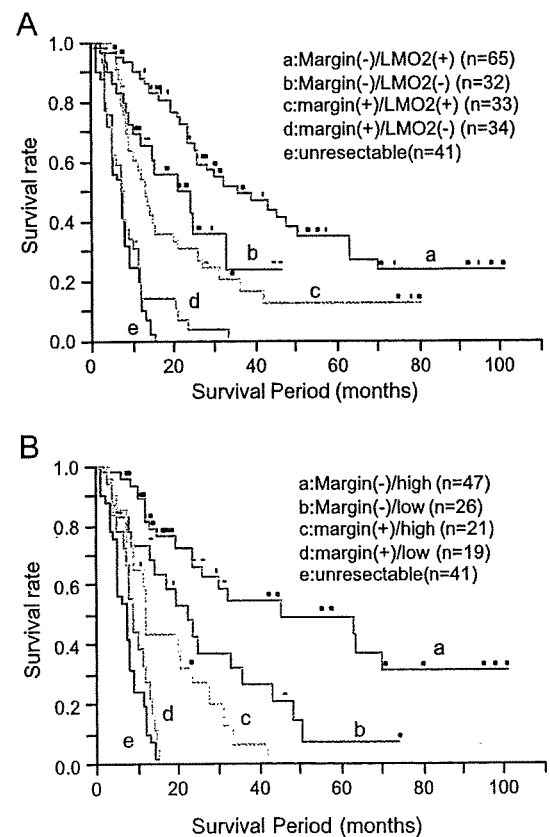 A
a:Margin(-)/LMO2(+) (n=65)
b:Margin(-)/LMO2(-) (n=32)
c:margin(+)/LMO2(+) (n=33)
d:margin(+)/LMO2(-) (n=34)
e:unresectable(n=41)
Survival rate
1.0
0.8
0.6
0.4
0.2
0.0
a
b
c
d
e
0 20 40 60 80 100
Survival Period (months)
B
a:Margin(-)/high (n=47)
b:Margin(-)/low (n=26)
c:margin(+)/high (n=21)
d:margin(+)/low (n=19)
e:unresectable(n=41)
Survival rate
1.0
0.8
0.6
0.4
0.2
0.0
a
b
c
d
e
0 20 40 60 80 100
Survival Period (months)